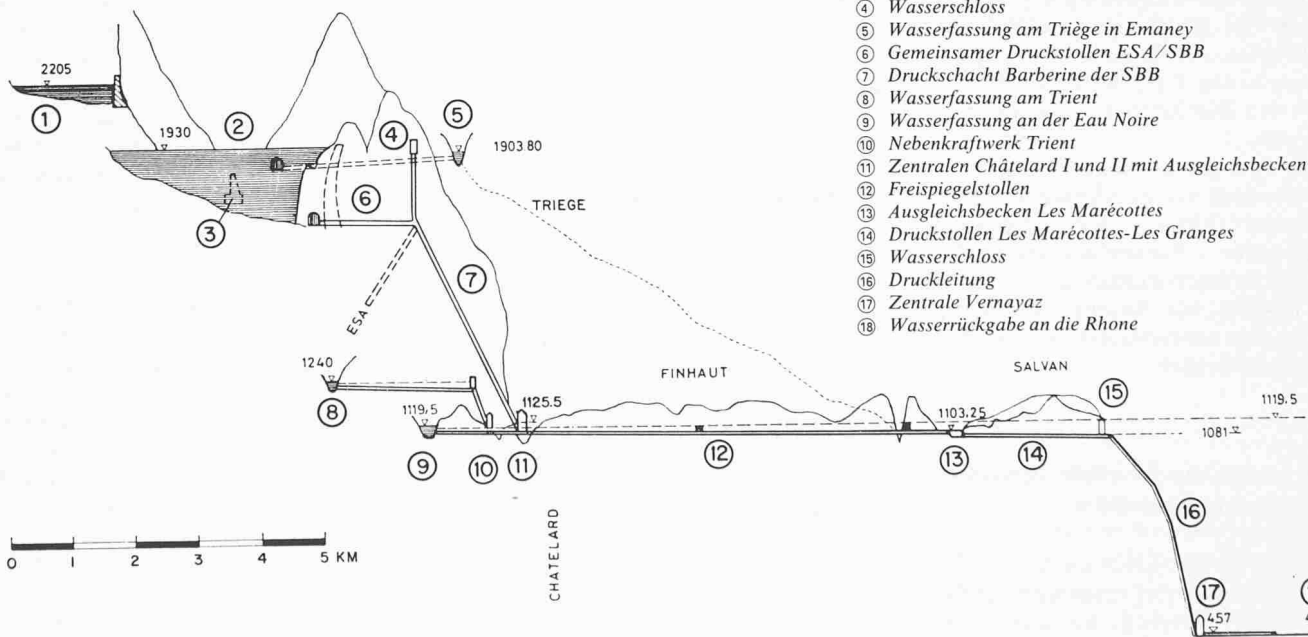 ④ Wasserschloss
⑤ Wasserfassung am Triège in Emaney
⑥ Gemeinsamer Druckstollen ESA/SBB
⑦ Druckschacht Barberine der SBB
⑧ Wasserfassung am Trient
⑨ Wasserfassung an der Eau Noire
⑩ Nebenkraftwerk Trient
⑪ Zentralen Châtelard I und II mit Ausgleichsbecken
⑫ Freispiegelstollen
⑬ Ausgleichsbecken Les Marécottes
⑭ Druckstollen Les Marécottes-Les Granges
⑮ Wasserschloss
⑯ Druckleitung
⑰ Zentrale Vernayaz
⑱ Wasserrückgabe an die Rhone
2205
①
1930
②
④
⑤
1903.80
⑥
③
TRIEGE
⑦
ESA
1240
⑧
FINHAUT
SALVAN
⑮
1119.5
1119,5
1125.5
1103.25
1081
⑨
⑩
⑪
⑫
⑬
⑭
CHATELARD
⑯
0 1 2 3 4 5 KM
⑰
457